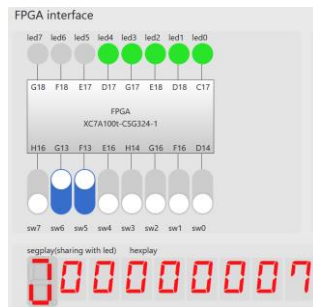 FPGA interface
led7 led6 led5 led4 led3 led2 led1 led0
G18 F18 E17 D17 G17 E18 D18 C17
FPGA
XC7A100t-CSG324-1
H16 G13 F13 E16 H14 G16 F16 D14
sw7 sw6 sw5 sw4 sw3 sw2 sw1 sw0
segplay(sharing with led) hexplay
00000007